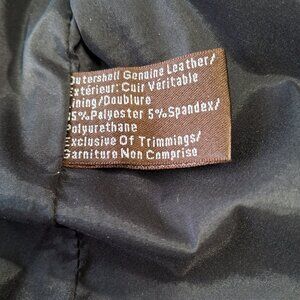 Outershell Genuine Leather/
Extérieur: Cuir Véritable
Lining/Doublure
95%Polyester 5%Spandex/
Polyurethane
Exclusive Of Trimmings/
Garniture Non Comprise